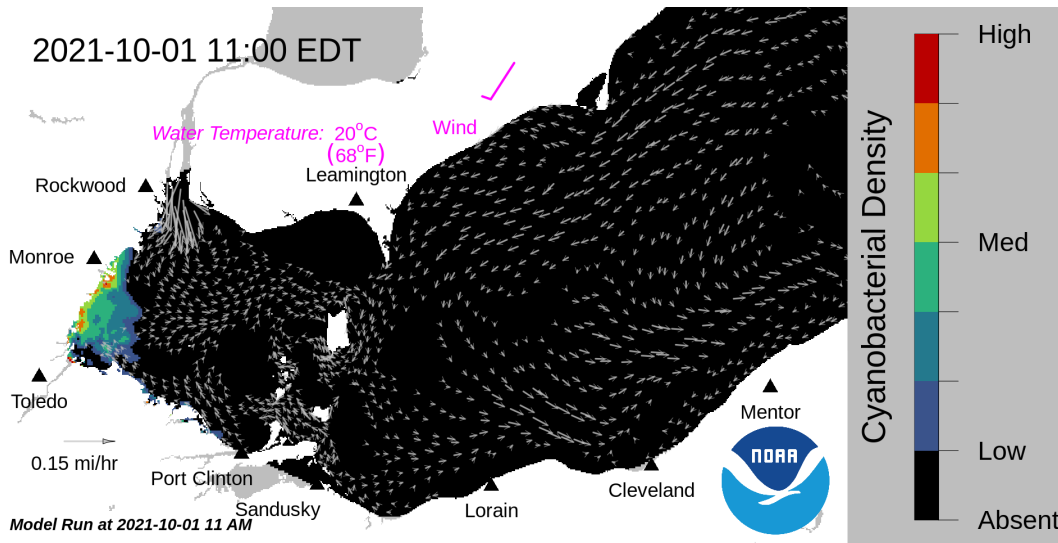 2021-10-01 11:00 EDT
Water Temperature: 20°C
(68°F)
Wind
Leamington
Rockwood
Monroe
Toledo
0.15 mi/hr
Port Clinton
Sandusky
Lorain
Cleveland
Mentor
NOAA
Model Run at 2021-10-01 11 AM
Cyanobacterial Density
High
Med
Low
Absent